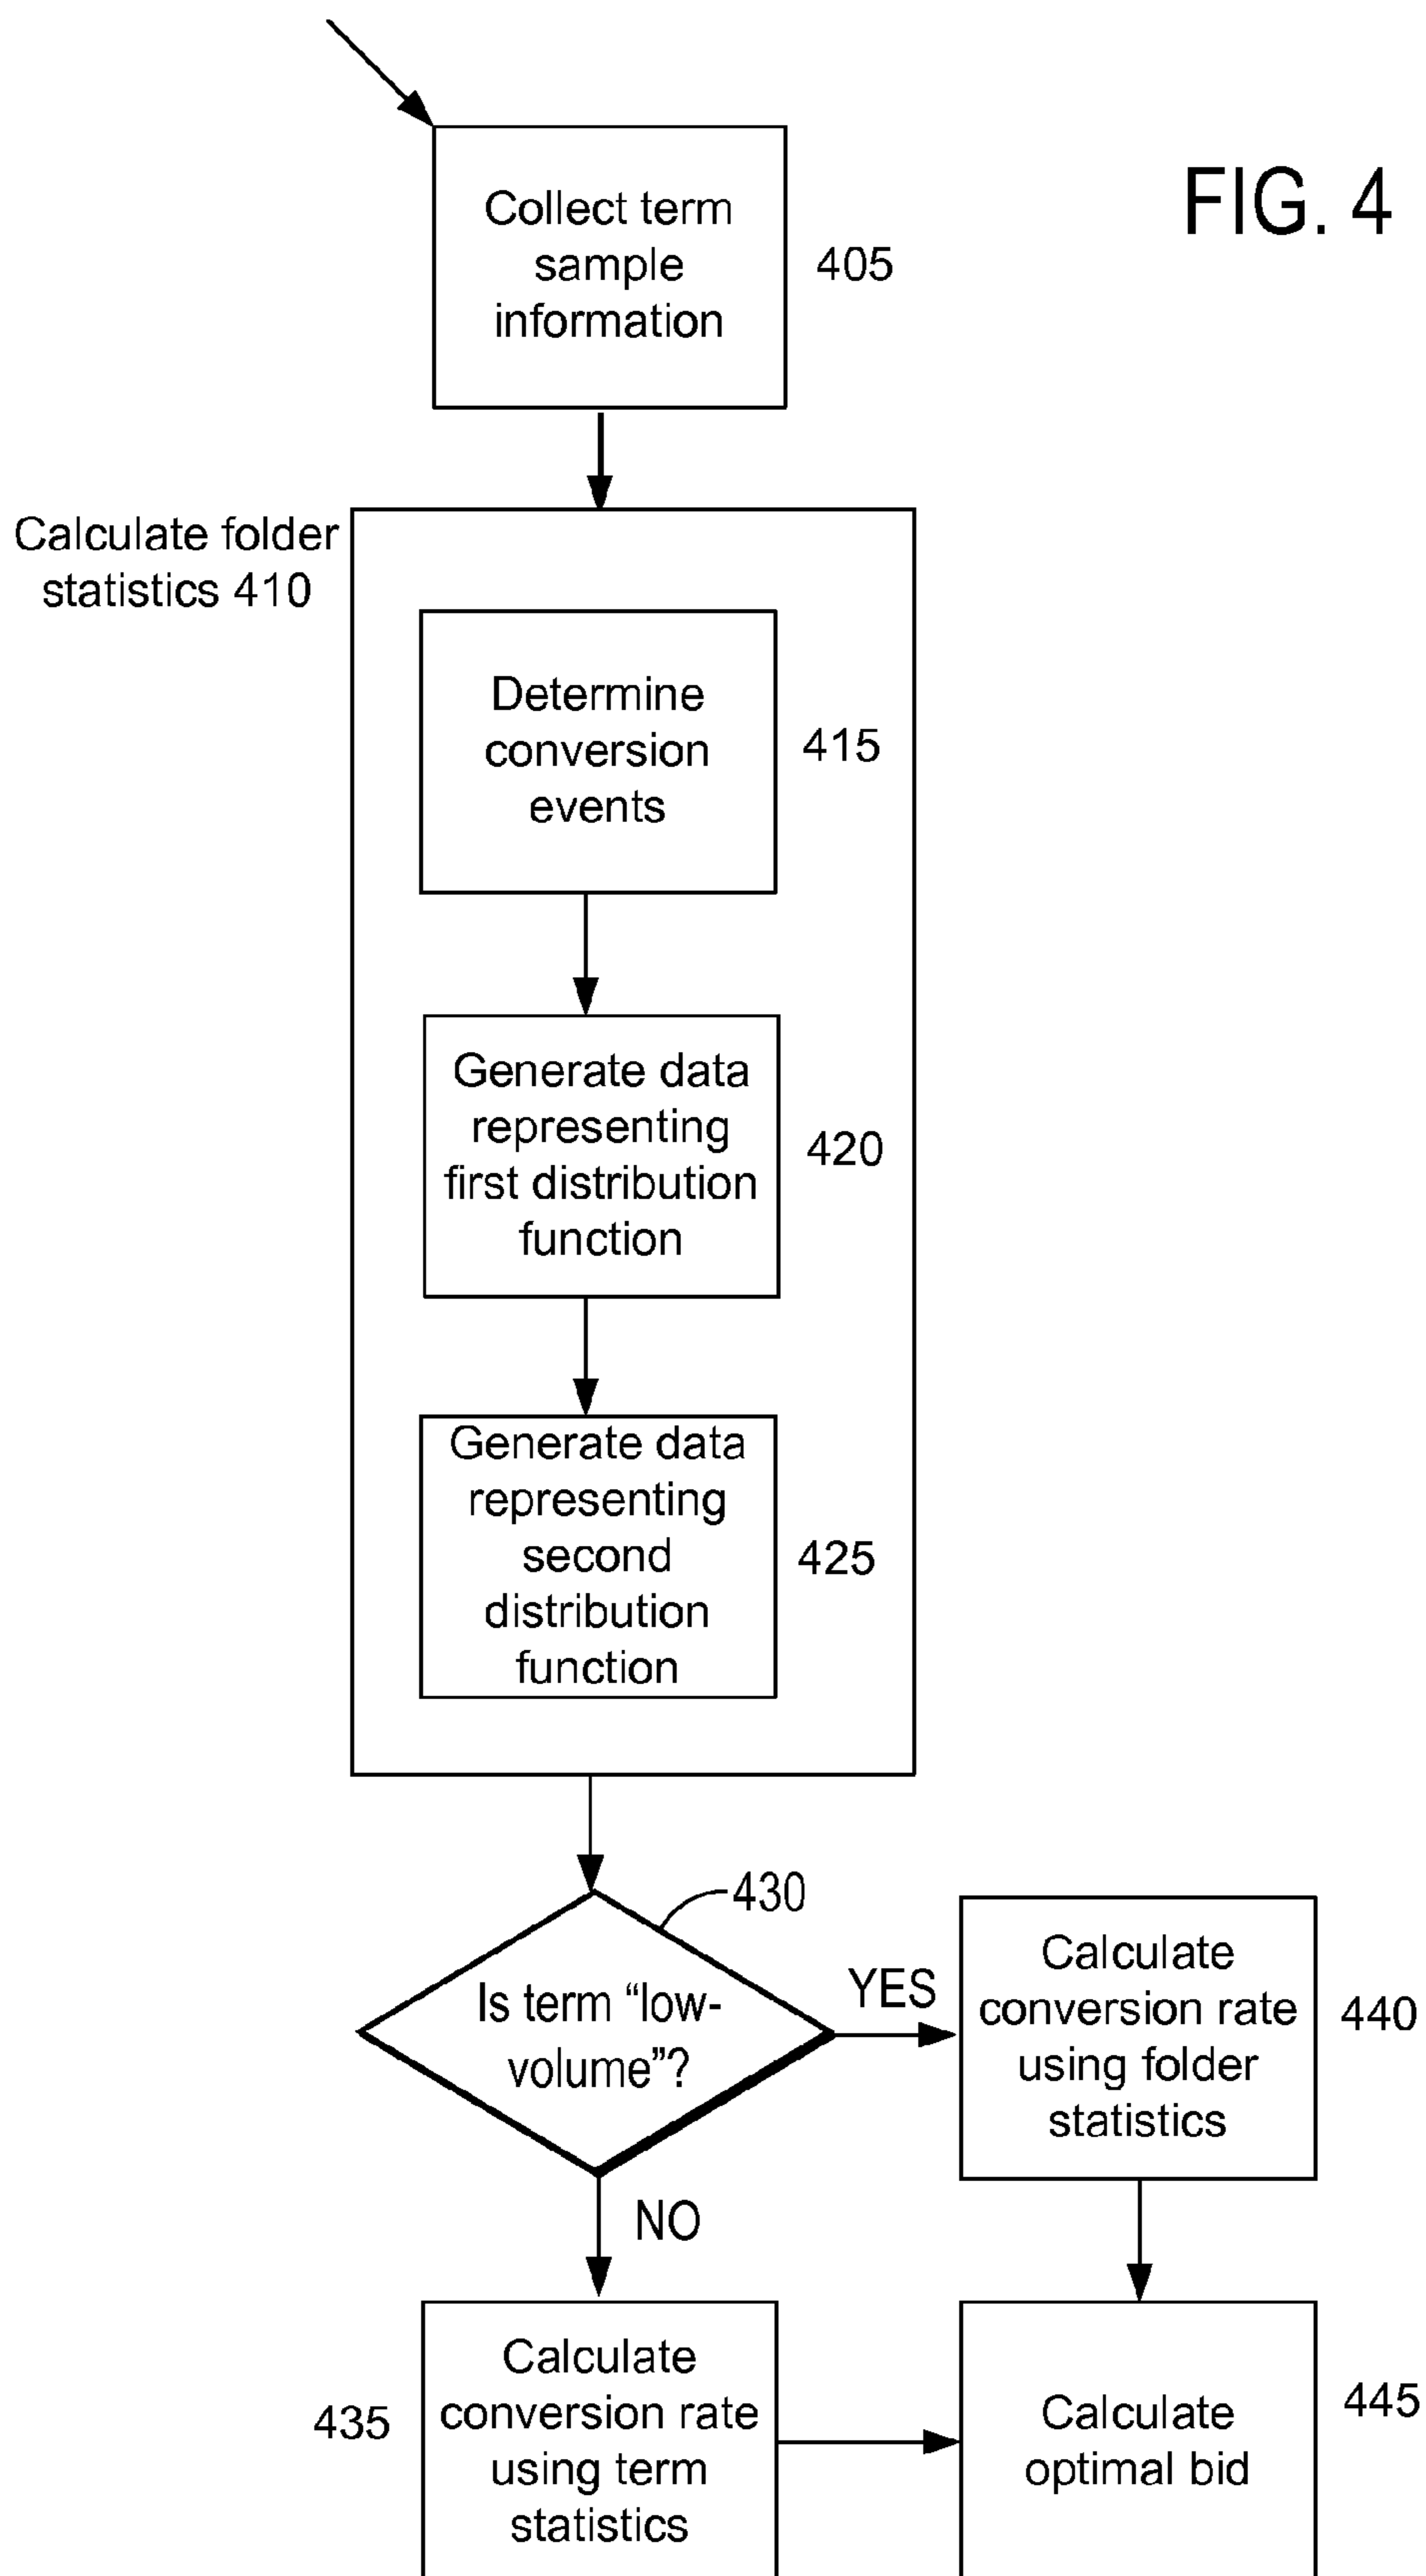 FIG. 4
Collect term
sample
information
405
Calculate folder
statistics 410
Determine
conversion
events
415
Generate data
representing
first distribution
function
420
Generate data
representing
second
distribution
function
425
430
Is term “low-
volume”?
YES
NO
Calculate
conversion rate
using folder
statistics
440
435
Calculate
conversion rate
using term
statistics
Calculate
optimal bid
445